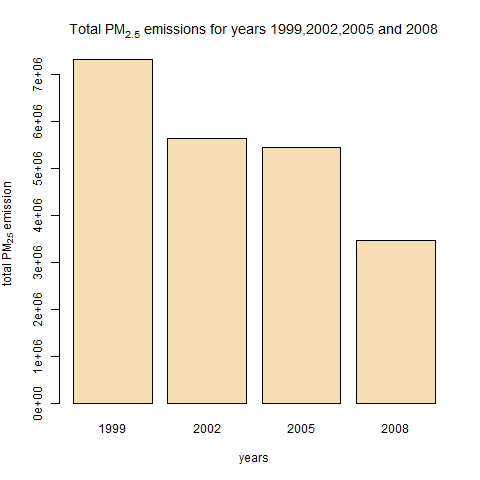 Total PM2.5 emissions for years 1999,2002,2005 and 2008
total PM2.5 emission
7e+06
6e+06
5e+06
4e+06
3e+06
2e+06
1e+06
0e+00
1999 2002 2005 2008
years